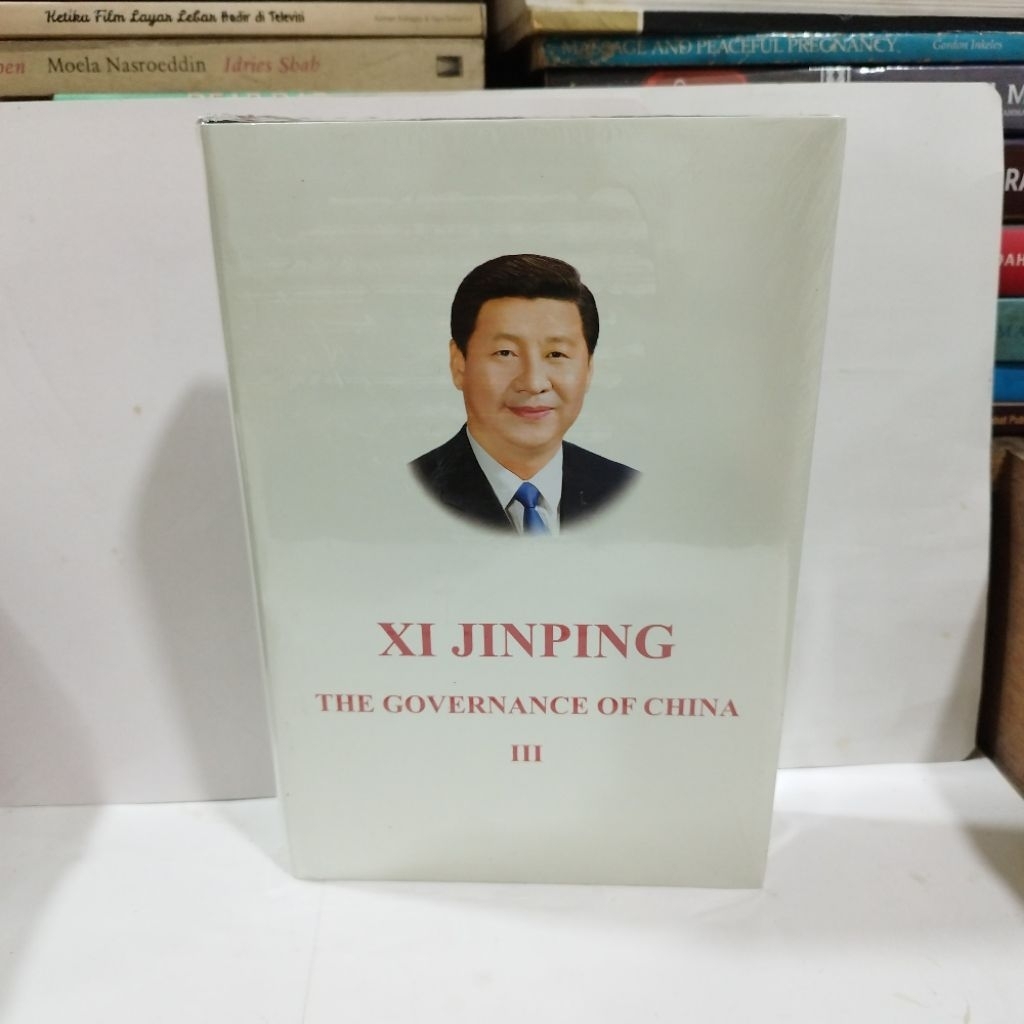 Ketika Film Layar Lebar Hadir di Televisi
Moela Nasroeddin Idries Shah
MASSAGE AND PEACEFUL PREGNANCY Gordon Inkeles
XI JINPING
THE GOVERNANCE OF CHINA
III